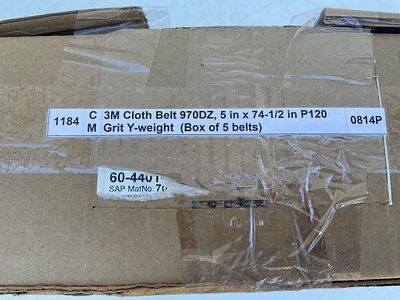 1184 C 3M Cloth Belt 970DZ, 5 in x 74-1/2 in P120 0814P
M Grit Y-weight (Box of 5 belts)
60-4401-
SAP MatNo: 70